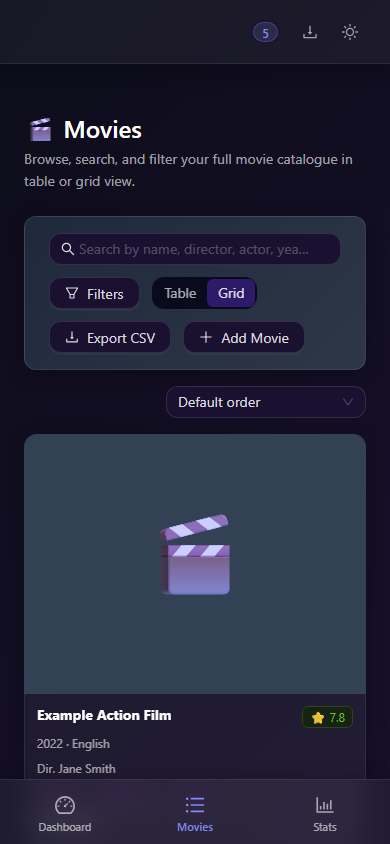 5
Movies
Browse, search, and filter your full movie catalogue in
table or grid view.
Search by name, director, actor, yea...
Filters
Table
Grid
Export CSV
Add Movie
Default order
Example Action Film
7.8
2022 · English
Dir. Jane Smith
Dashboard
Movies
Stats